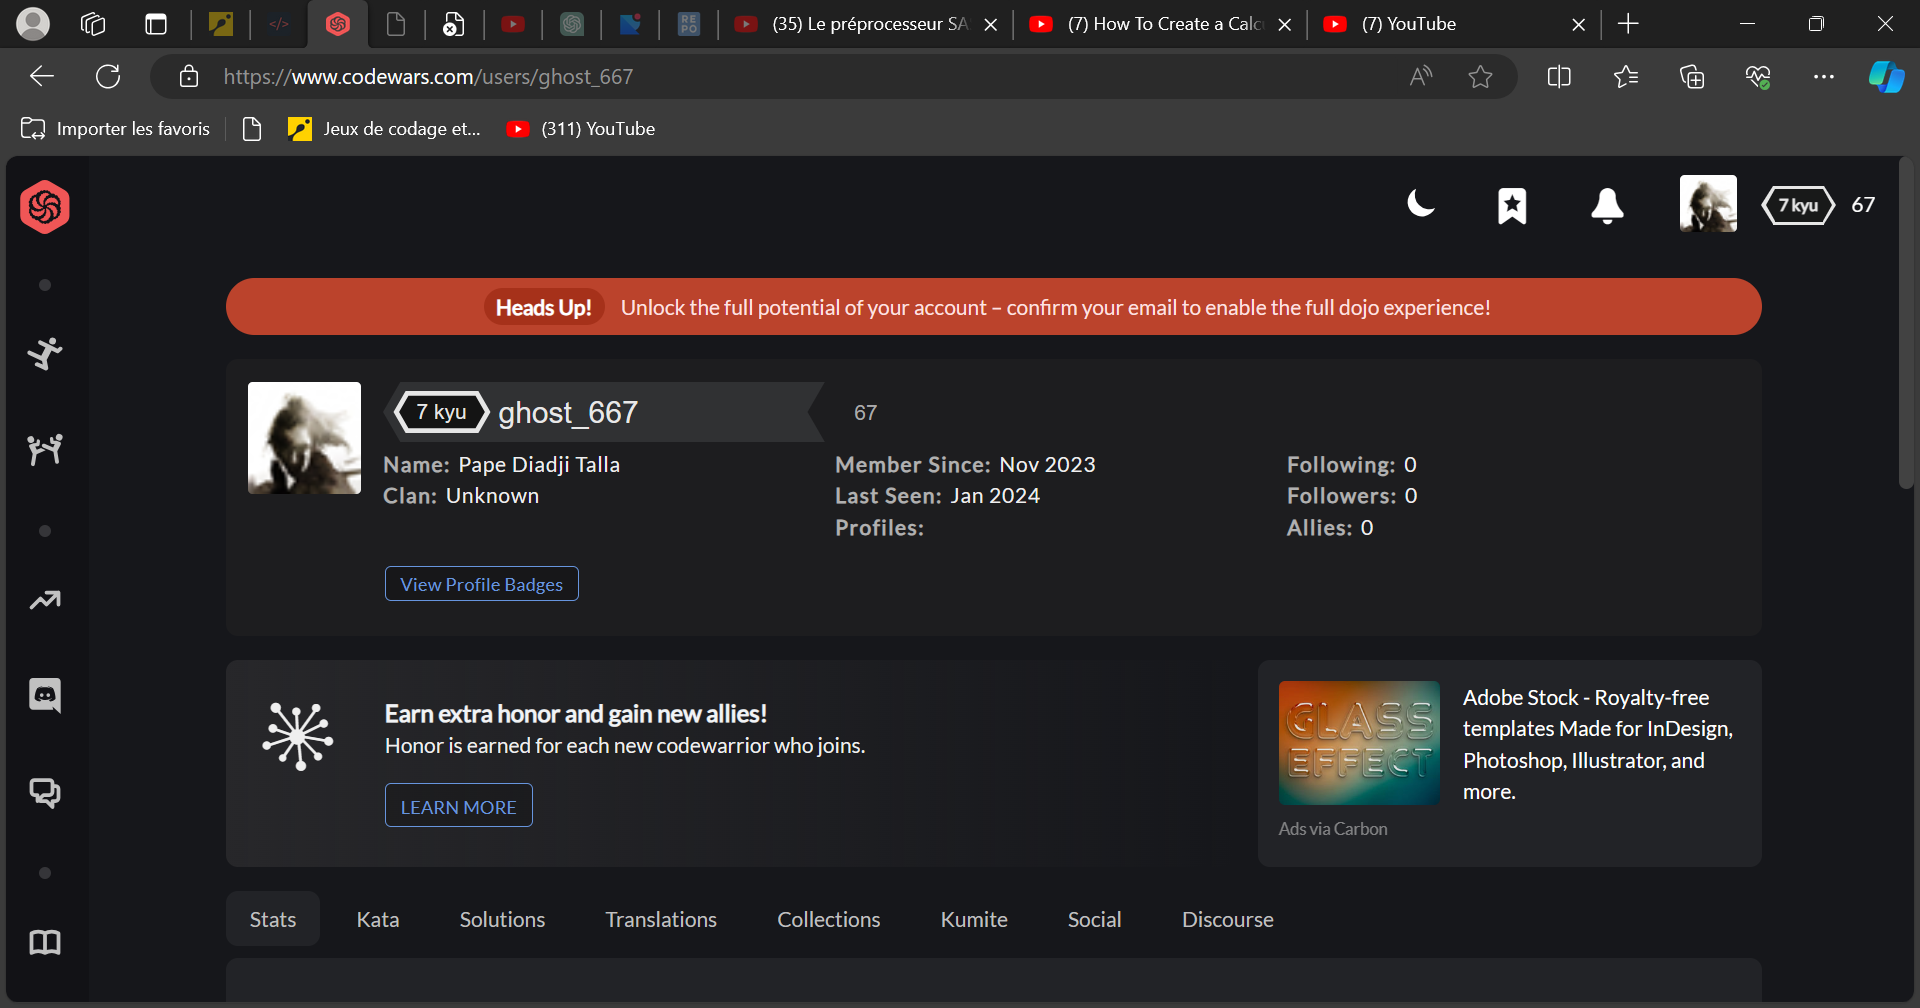 (35) Le préprocesseur SA
(7) How To Create a Calc
(7) YouTube
https://www.codewars.com/users/ghost_667
Importer les favoris
Jeux de codage et...
(311) YouTube
7 kyu 67
Heads Up! Unlock the full potential of your account – confirm your email to enable the full dojo experience!
7 kyu ghost_667 67
Name: Pape Diadji Talla
Clan: Unknown
Member Since: Nov 2023
Last Seen: Jan 2024
Profiles:
Following: 0
Followers: 0
Allies: 0
View Profile Badges
Earn extra honor and gain new allies!
Honor is earned for each new codewarrior who joins.
LEARN MORE
GLASS
EFFECT
Adobe Stock - Royalty-free
templates Made for InDesign,
Photoshop, Illustrator, and
more.
Ads via Carbon
Stats Kata Solutions Translations Collections Kumite Social Discourse